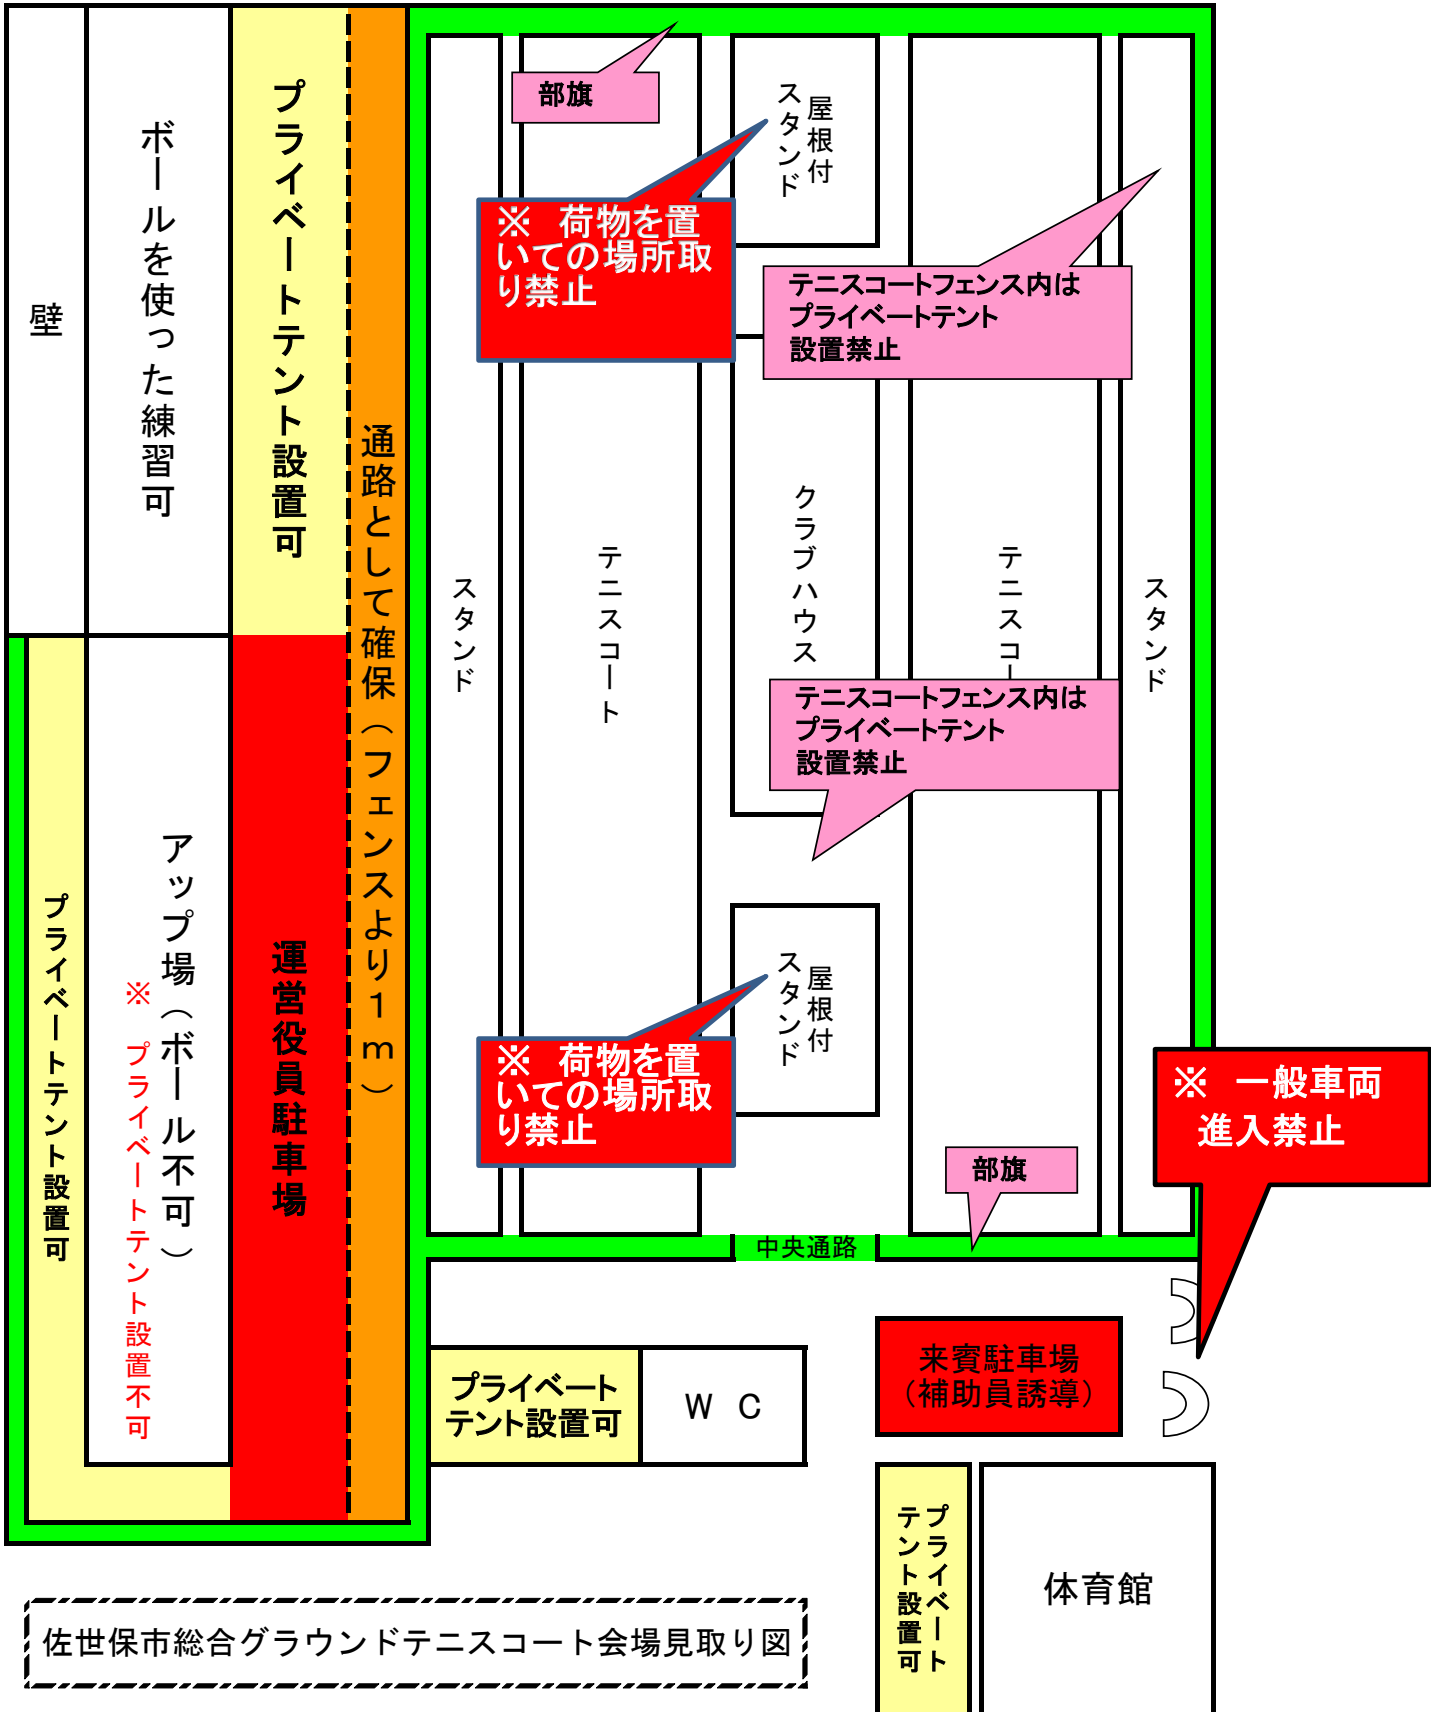 壁
ボールを使った練習可
プライベートテント設置可
通路として確保（フェンスより１ｍ）
部旗
屋根付
スタンド
※　荷物を置
いての場所取
り禁止
テニスコートフェンス内は
プライベートテント
設置禁止
スタンド
テニスコート
クラブハウス
テニスコート
スタンド
テニスコートフェンス内は
プライベートテント
設置禁止
プライベートテント設置可
アップ場（ボール不可）
※　プライベートテント設置不可
運営役員駐車場
屋根付
スタンド
※　荷物を置
いての場所取
り禁止
※　一般車両
進入禁止
部旗
中央通路
プライベート
テント設置可
Ｗ　Ｃ
来賓駐車場
（補助員誘導）
プライベート
テント設置可
体育館
佐世保市総合グラウンドテニスコート会場見取り図